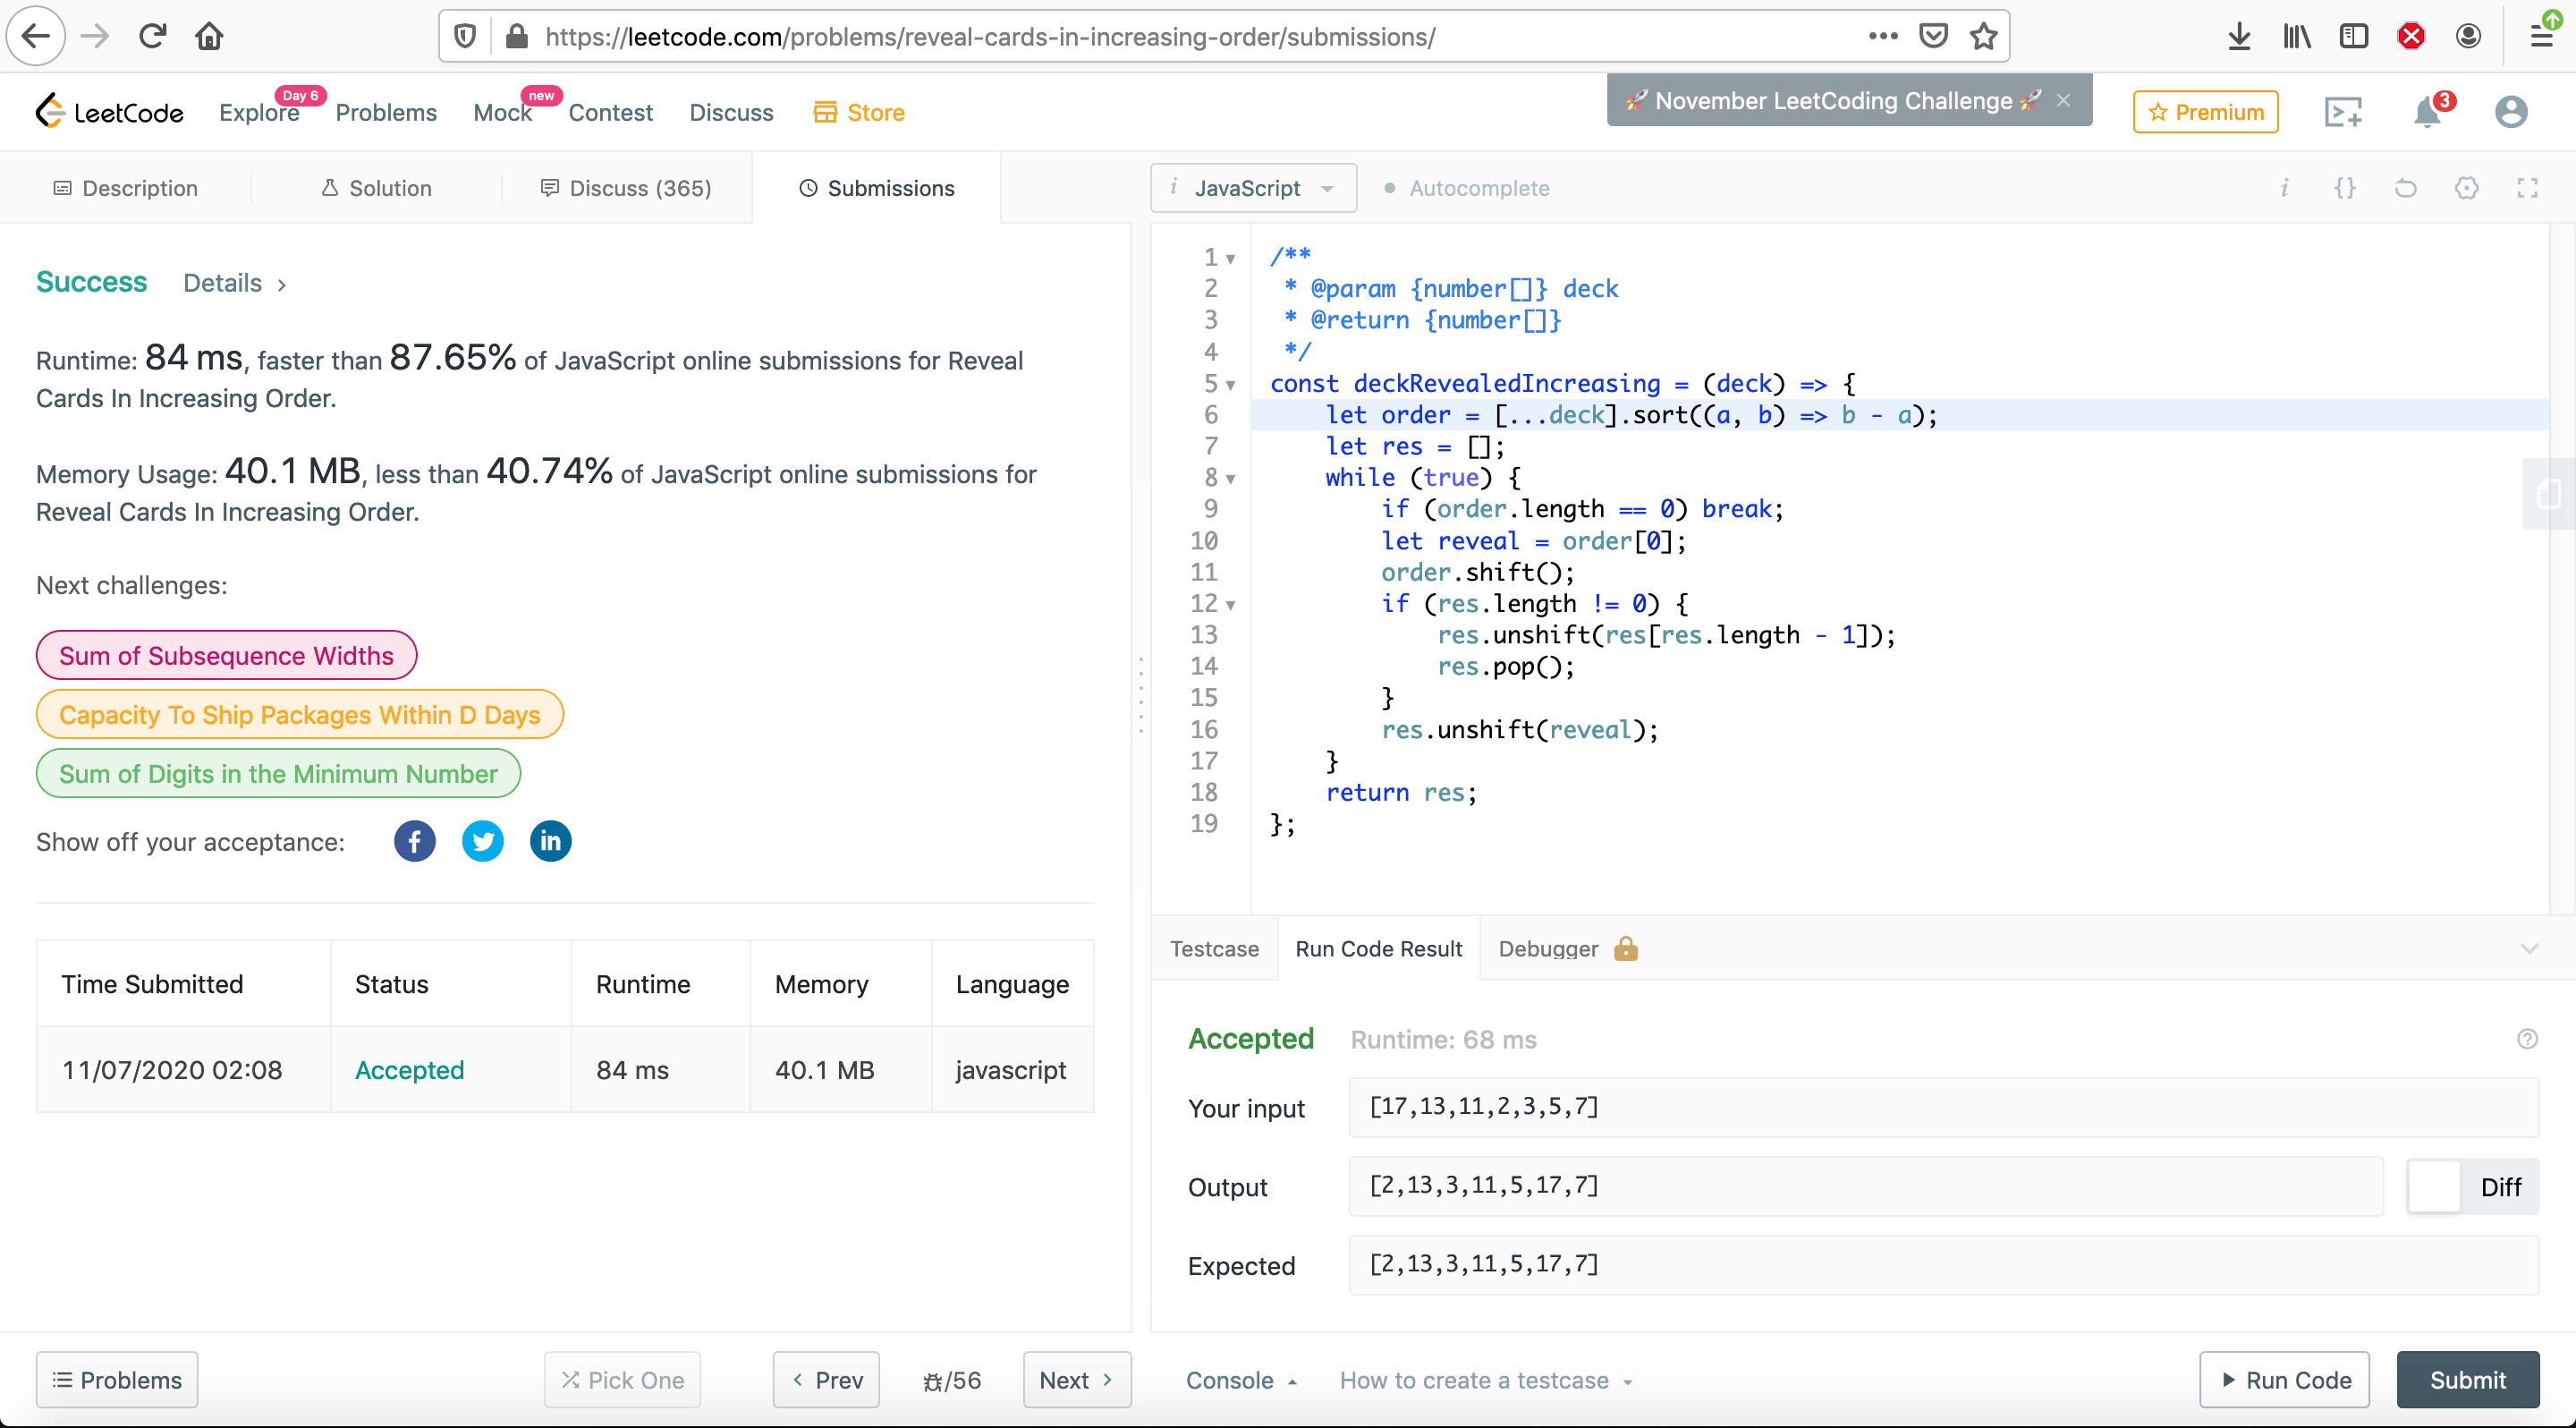 https://leetcode.com/problems/reveal-cards-in-increasing-order/submissions/
LeetCode
Explore
Day 6
Problems
Mock
new
Contest
Discuss
Store
🚀 November LeetCoding Challenge 🚀 ×
Premium
3
Description
Solution
Discuss (365)
Submissions
i JavaScript
Autocomplete
i {}
Success
Details >
Runtime: 84 ms, faster than 87.65% of JavaScript online submissions for Reveal
Cards In Increasing Order.
Memory Usage: 40.1 MB, less than 40.74% of JavaScript online submissions for
Reveal Cards In Increasing Order.
Next challenges:
Sum of Subsequence Widths
Capacity To Ship Packages Within D Days
Sum of Digits in the Minimum Number
Show off your acceptance:
Time Submitted Status Runtime Memory Language
11/07/2020 02:08 Accepted 84 ms 40.1 MB javascript
1 /**
2  * @param {number[]} deck
3  * @return {number[]}
4  */
5 const deckRevealedIncreasing = (deck) => {
6     let order = [...deck].sort((a, b) => b - a);
7     let res = [];
8     while (true) {
9         if (order.length == 0) break;
10         let reveal = order[0];
11         order.shift();
12         if (res.length != 0) {
13             res.unshift(res[res.length - 1]);
14             res.pop();
15         }
16         res.unshift(reveal);
17     }
18     return res;
19 };
Testcase
Run Code Result
Debugger
Accepted Runtime: 68 ms
Your input [17,13,11,2,3,5,7]
Output [2,13,3,11,5,17,7]
Diff
Expected [2,13,3,11,5,17,7]
Problems
Pick One
< Prev
/56
Next >
Console
How to create a testcase
Run Code
Submit